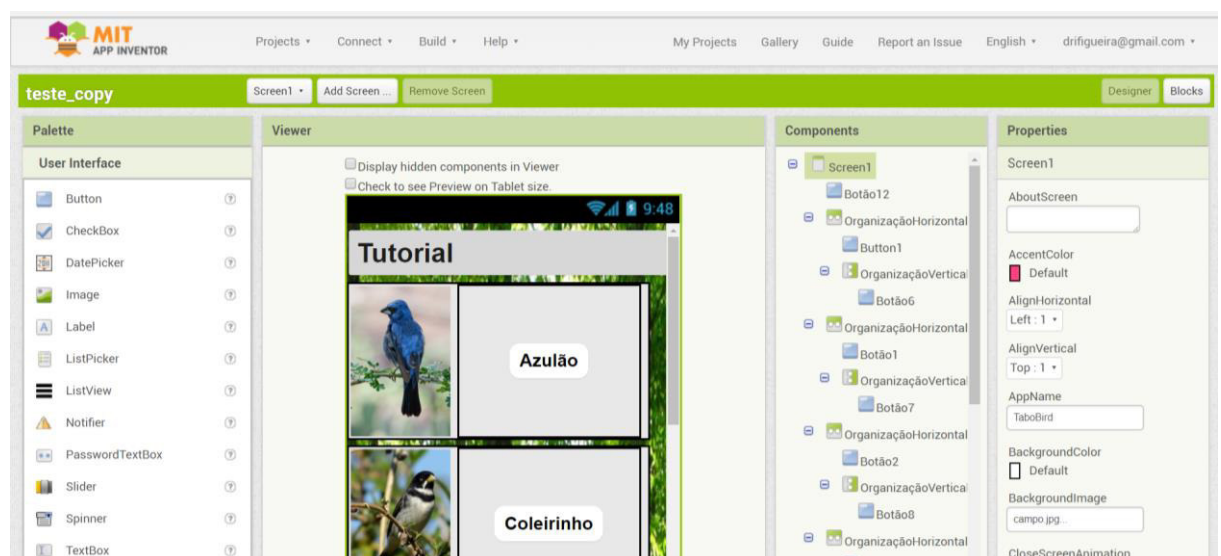 MIT
APP INVENTOR
Projects Connect Build Help My Projects Gallery Guide Report an Issue English drifigueira@gmail.com
teste_copy Screen1 Add Screen ... Remove Screen Designer Blocks
Palette
User Interface
Button
CheckBox
DatePicker
Image
Label
ListPicker
ListView
Notifier
PasswordTextBox
Slider
Spinner
TextBox
Viewer
Display hidden components in Viewer
Check to see Preview on Tablet size.
9:48
Tutorial
Azulão
Coleirinho
Components
Screen1
Botão12
OrganizaçãoHorizontal
Button1
OrganizaçãoVertical
Botão6
OrganizaçãoHorizontal
Botão1
OrganizaçãoVertical
Botão7
OrganizaçãoHorizontal
Botão2
OrganizaçãoVertical
Botão8
OrganizaçãoHorizontal
Properties
Screen1
AboutScreen
AccentColor
Default
AlignHorizontal
Left : 1
AlignVertical
Top : 1
AppName
TaboBird
BackgroundColor
Default
BackgroundImage
campo.jpg...
CloseScreenAnimation